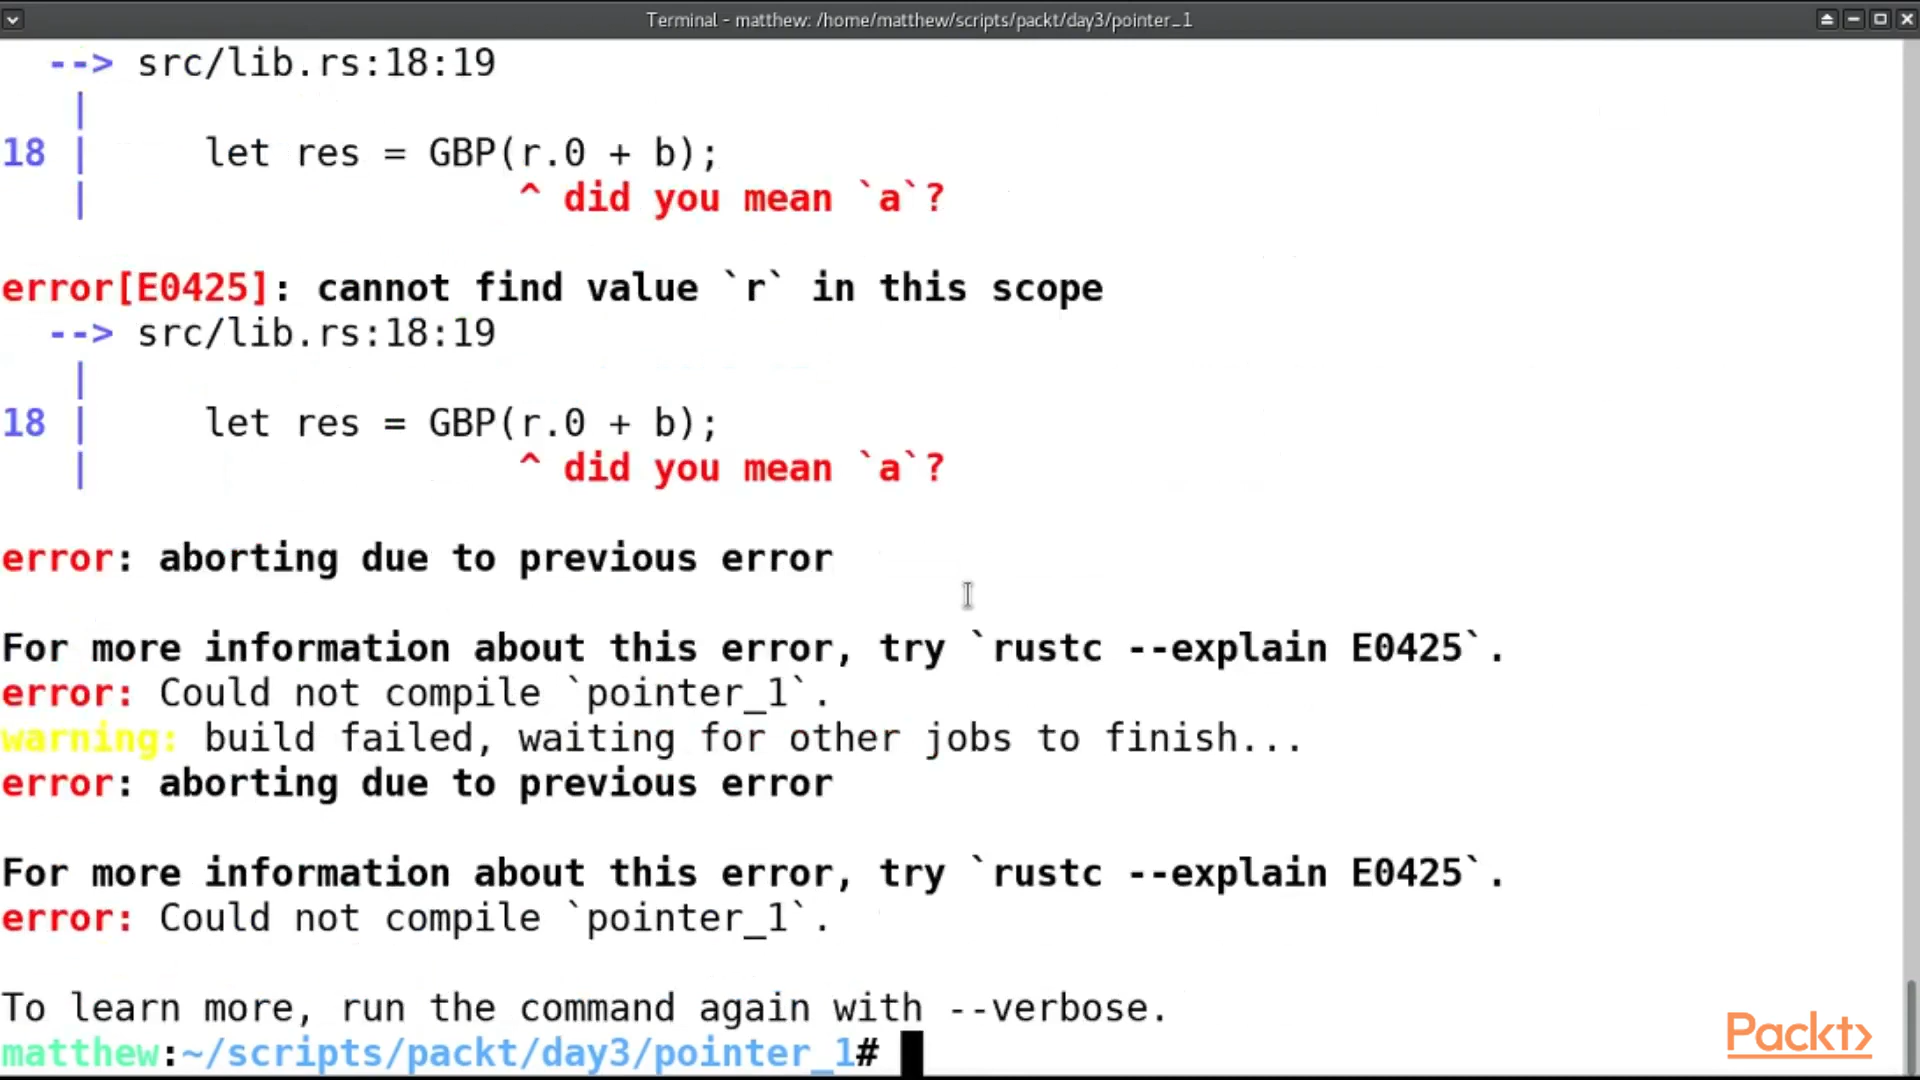 Terminal - matthew: /home/matthew/scripts/packt/day3/pointer_1
--> src/lib.rs:18:19
|
18 |     let res = GBP(r.0 + b);
|                   ^ did you mean `a`?
error[E0425]: cannot find value `r` in this scope
--> src/lib.rs:18:19
|
18 |     let res = GBP(r.0 + b);
|                   ^ did you mean `a`?
error: aborting due to previous error
For more information about this error, try `rustc --explain E0425`.
error: Could not compile `pointer_1`.
warning: build failed, waiting for other jobs to finish...
error: aborting due to previous error
For more information about this error, try `rustc --explain E0425`.
error: Could not compile `pointer_1`.
To learn more, run the command again with --verbose.
matthew:~/scripts/packt/day3/pointer_1#
Packt>